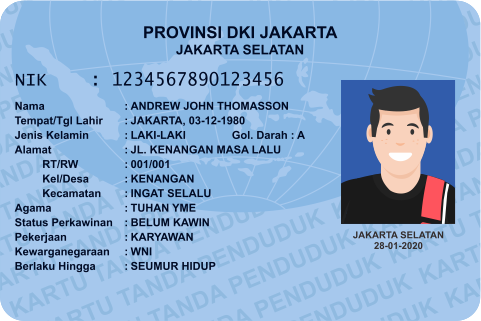 PROVINSI DKI JAKARTA
JAKARTA SELATAN
NIK : 1234567890123456
Nama : ANDREW JOHN THOMASSON
Tempat/Tgl Lahir : JAKARTA, 03-12-1980
Jenis Kelamin : LAKI-LAKI Gol. Darah : A
Alamat : JL. KENANGAN MASA LALU
RT/RW : 001/001
Kel/Desa : KENANGAN
Kecamatan : INGAT SELALU
Agama : TUHAN YME
Status Perkawinan : BELUM KAWIN
Pekerjaan : KARYAWAN
Kewarganegaraan : WNI
Berlaku Hingga : SEUMUR HIDUP
JAKARTA SELATAN
28-01-2020
KARTU TANDA PENDUDUK